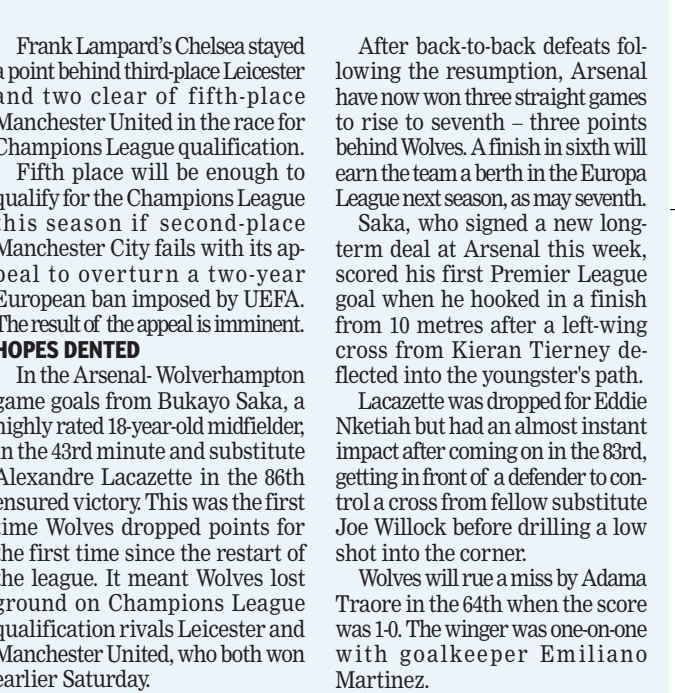 Frank Lampard's Chelsea stayed
a point behind third-place Leicester
and two clear of fifth-place
Manchester United in the race for
Champions League qualification.
Fifth place will be enough to
qualify for the Champions League
this season if second-place
Manchester City fails with its ap-
peal to overturn a two-year
European ban imposed by UEFA.
The result of the appeal is imminent.
HOPES DENTED
In the Arsenal- Wolverhampton
game goals from Bukayo Saka, a
highly rated 18-year-old midfielder,
in the 43rd minute and substitute
Alexandre Lacazette in the 86th
ensured victory. This was the first
time Wolves dropped points for
the first time since the restart of
the league. It meant Wolves lost
ground on Champions League
qualification rivals Leicester and
Manchester United, who both won
earlier Saturday.
After back-to-back defeats fol-
lowing the resumption, Arsenal
have now won three straight games
to rise to seventh – three points
behind Wolves. A finish in sixth will
earn the team a berth in the Europa
League next season, as may seventh.
Saka, who signed a new long-
term deal at Arsenal this week,
scored his first Premier League
goal when he hooked in a finish
from 10 metres after a left-wing
cross from Kieran Tierney de-
flected into the youngster's path.
Lacazette was dropped for Eddie
Nketiah but had an almost instant
impact after coming on in the 83rd,
getting in front of a defender to con-
trol a cross from fellow substitute
Joe Willock before drilling a low
shot into the corner.
Wolves will rue a miss by Adama
Traore in the 64th when the score
was 1-0. The winger was one-on-one
with goalkeeper Emiliano
Martinez.